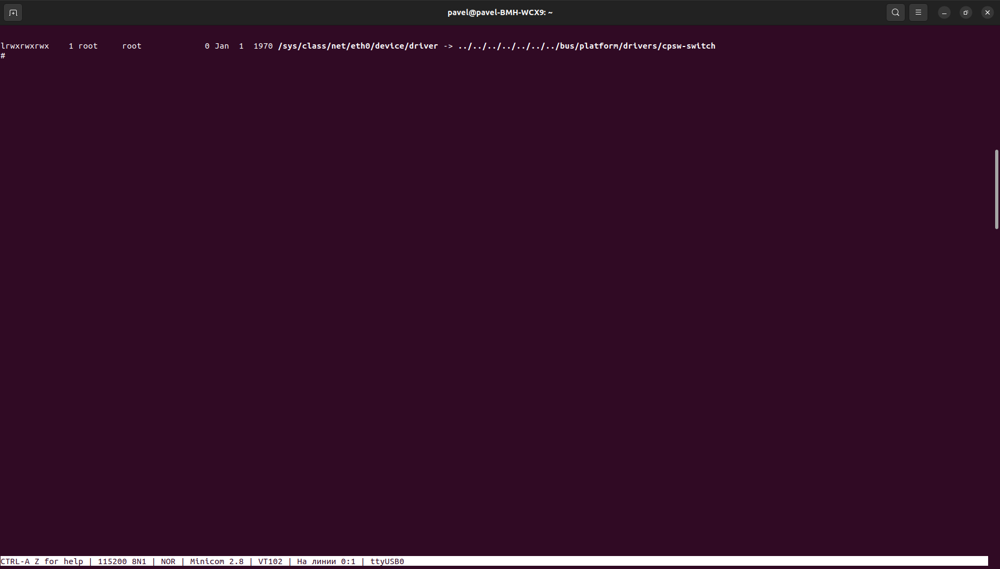 pavel@pavel-BMH-WCX9: ~
lrwxrwxrwx    1 root     root             0 Jan  1  1970 /sys/class/net/eth0/device/driver -> ../../../../../../../bus/platform/drivers/cpsw-switch
#
CTRL-A Z for help | 115200 8N1 | NOR | Minicom 2.8 | VT102 | На линии 0:1 | ttyUSB0